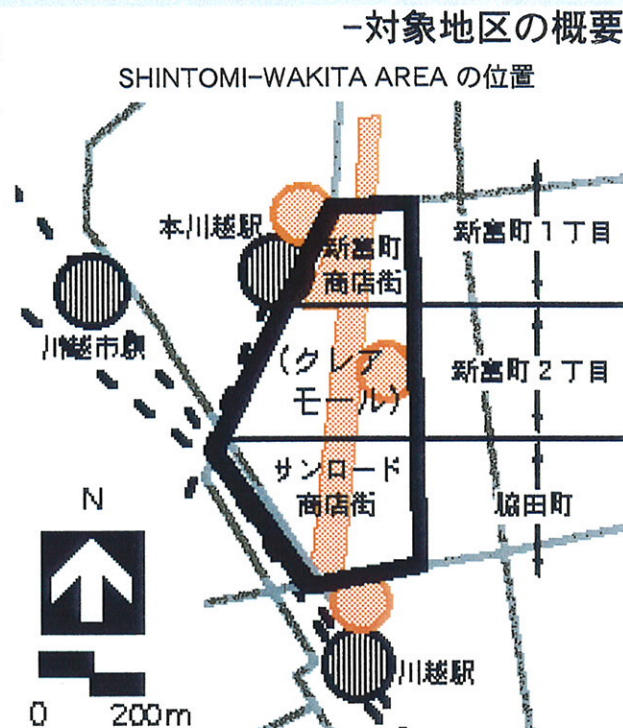 -対象地区の概要
SHINTOMI-WAKITA AREA の位置
本川越駅
新富町
商店街
新富町1丁目
川越市駅
(クレア
モール)
新富町2丁目
サンロード
商店街
脇田町
N
川越駅
0 200m